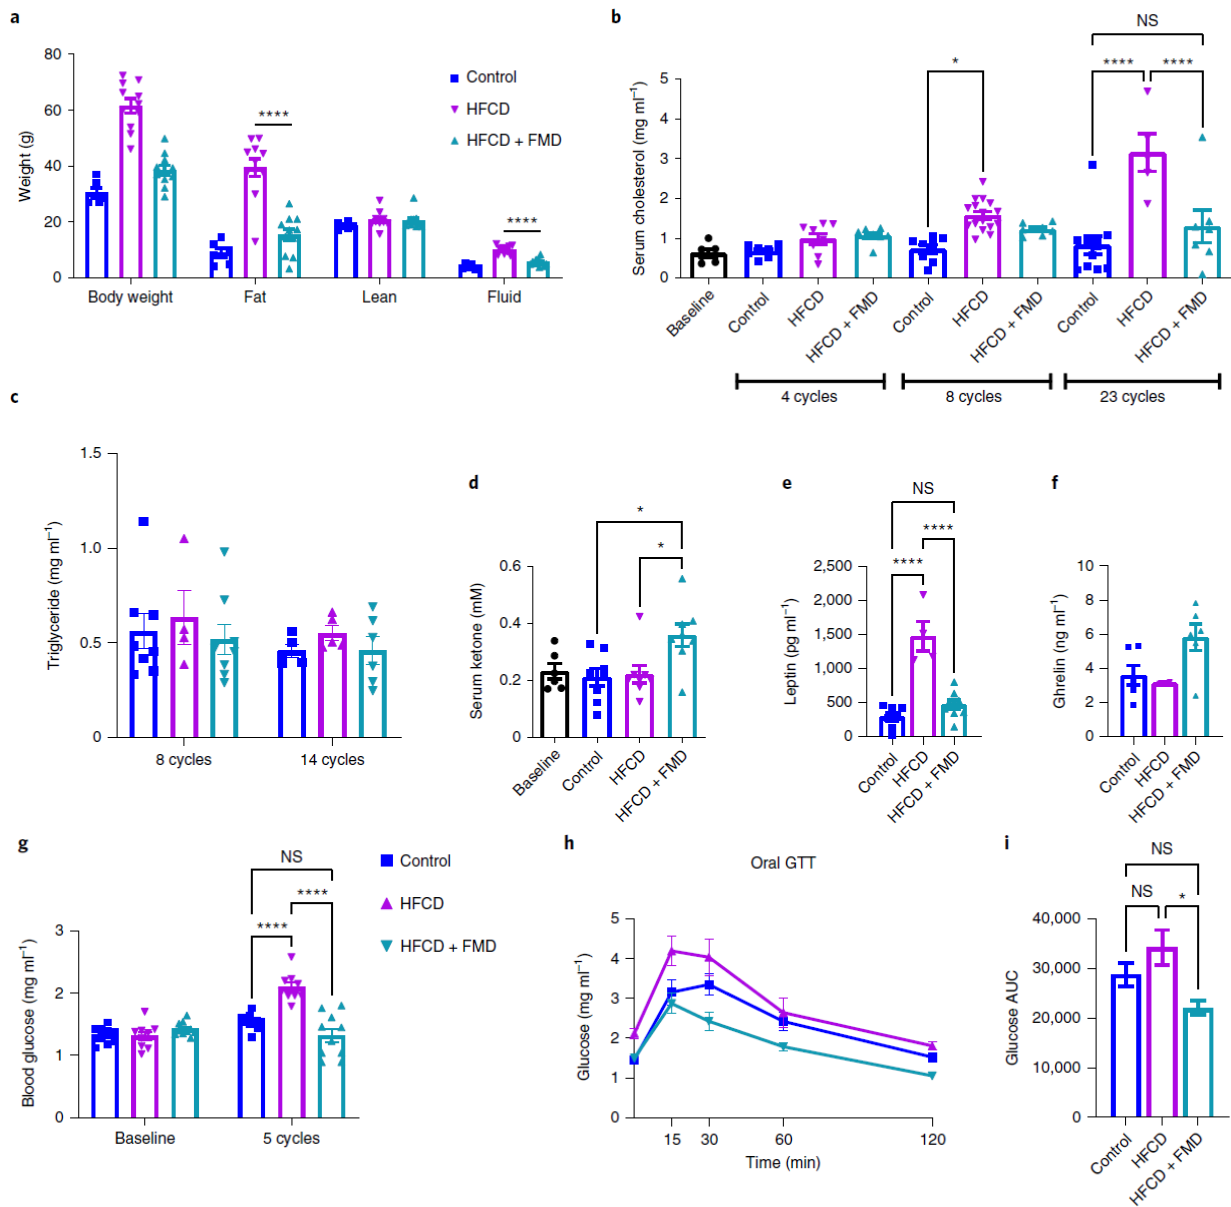 a
Weight (g)
80
60
40
20
0
Body weight
Fat
Lean
Fluid
****
****
Control
HFCD
HFCD + FMD
b
Serum cholesterol (mg ml⁻¹)
5
4
3
2
1
0
NS
*
****
****
Baseline
Control
HFCD
HFCD + FMD
Control
HFCD
HFCD + FMD
Control
HFCD
HFCD + FMD
4 cycles
8 cycles
23 cycles
c
Triglyceride (mg ml⁻¹)
1.5
1.0
0.5
0
8 cycles
14 cycles
d
Serum ketone (mM)
0.6
0.4
0.2
0
*
*
Baseline
Control
HFCD
HFCD + FMD
e
Leptin (pg ml⁻¹)
NS
****
****
2,500
2,000
1,500
1,000
500
0
Control
HFCD
HFCD + FMD
f
Ghrelin (ng ml⁻¹)
10
8
6
4
2
0
Control
HFCD
HFCD + FMD
g
Blood glucose (mg ml⁻¹)
3
2
1
0
NS
****
****
Baseline
5 cycles
Control
HFCD
HFCD + FMD
h
Oral GTT
Glucose (mg ml⁻¹)
5
4
3
2
1
0
15
30
60
120
Time (min)
i
NS
NS
*
Glucose AUC
40,000
30,000
20,000
10,000
0
Control
HFCD
HFCD + FMD